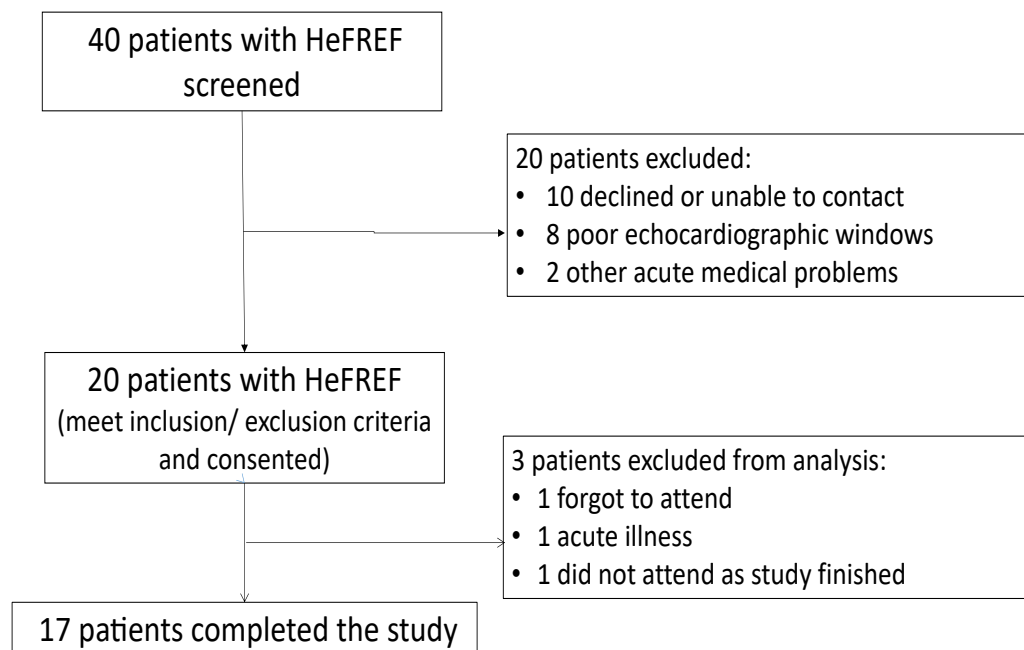 40 patients with HeFREF
screened
20 patients excluded:
• 10 declined or unable to contact
• 8 poor echocardiographic windows
• 2 other acute medical problems
20 patients with HeFREF
(meet inclusion/ exclusion criteria
and consented)
3 patients excluded from analysis:
• 1 forgot to attend
• 1 acute illness
• 1 did not attend as study finished
17 patients completed the study